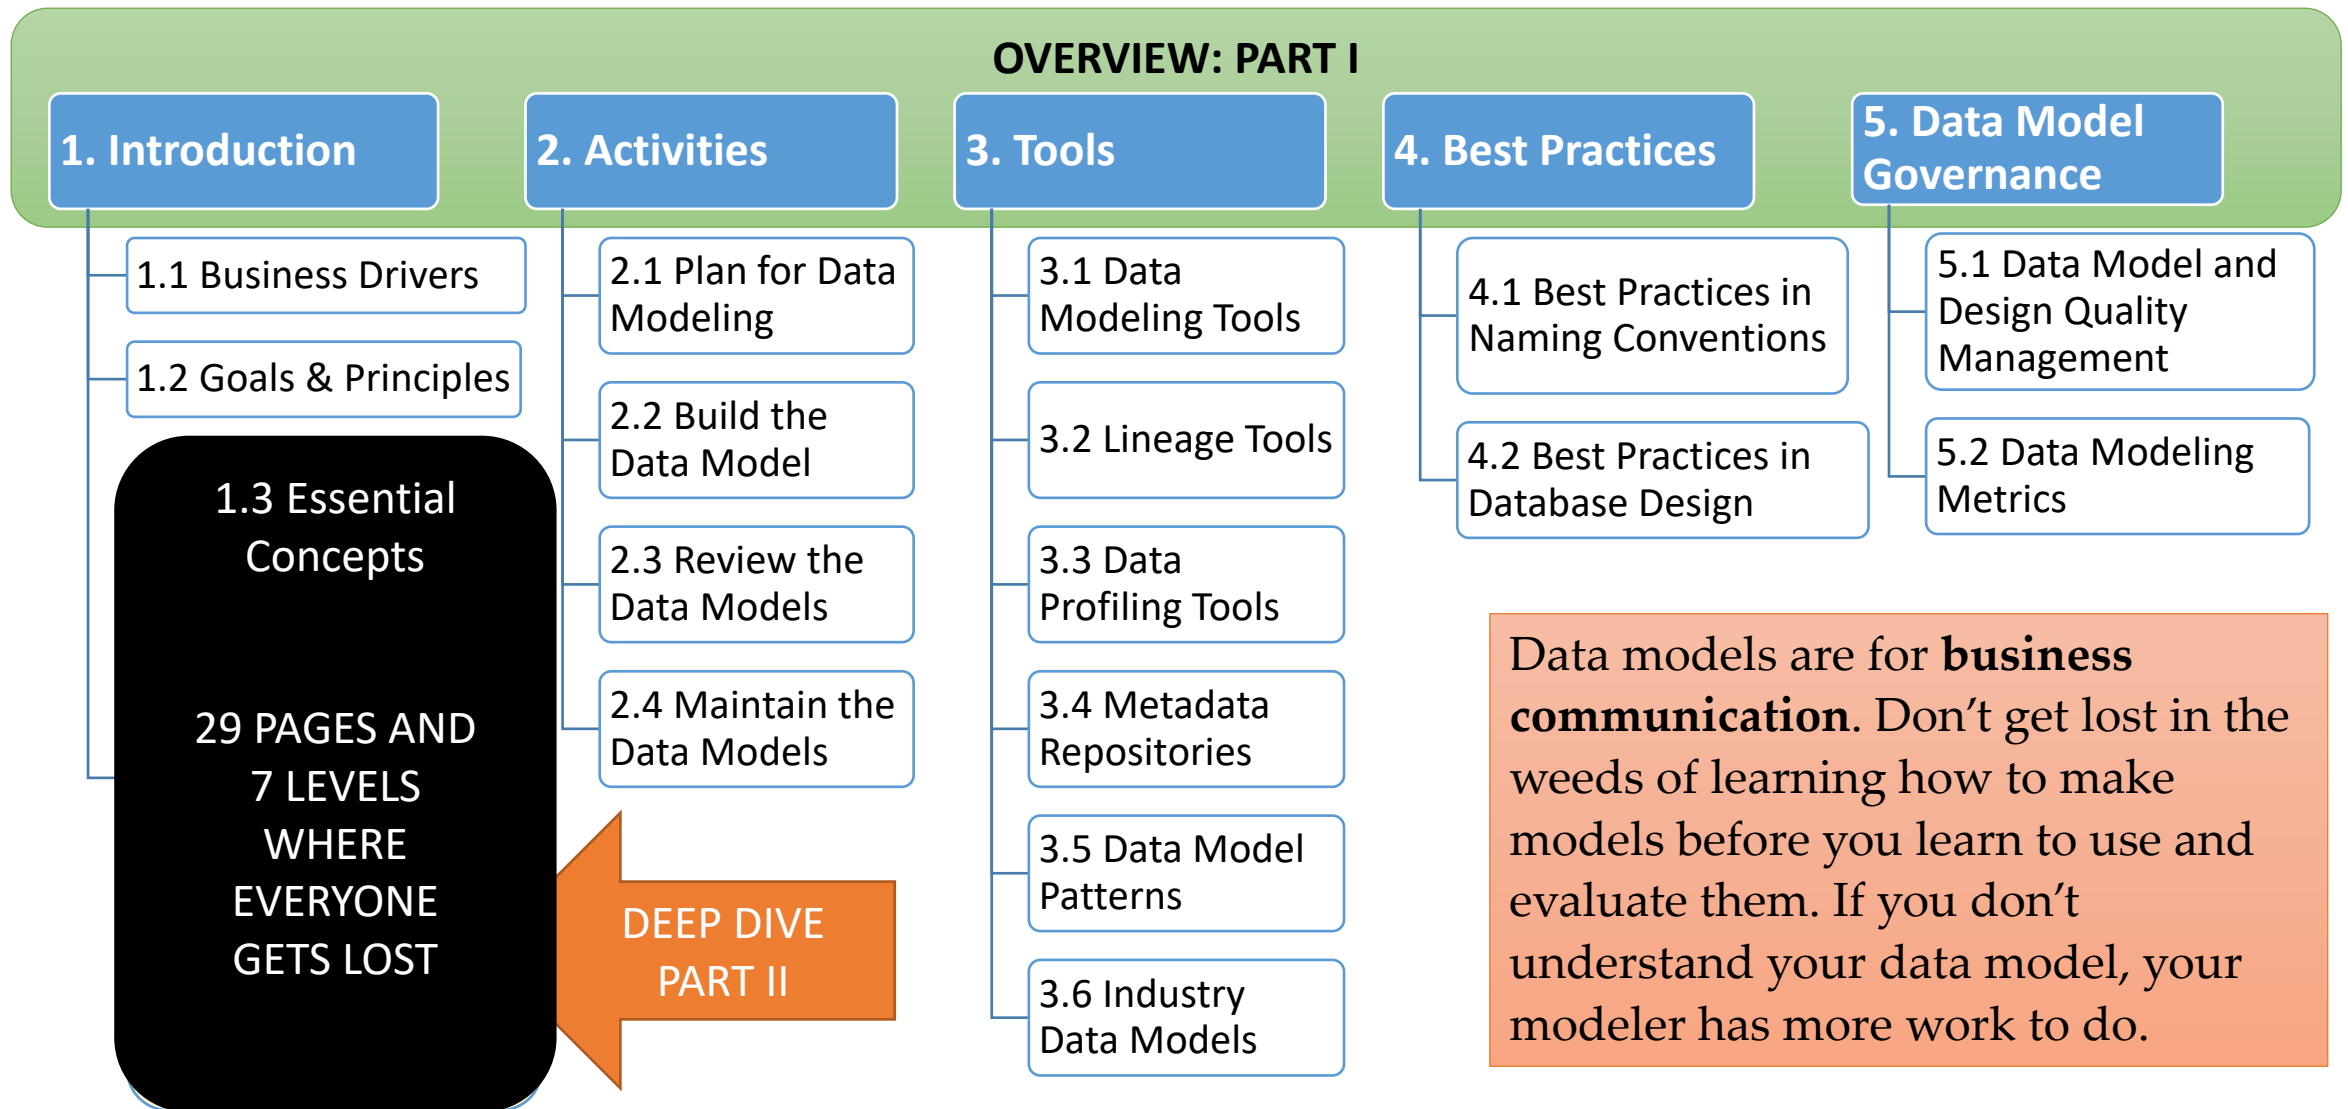 OVERVIEW: PART I
1. Introduction
1.1 Business Drivers
1.2 Goals & Principles
1.3 Essential
Concepts
29 PAGES AND
7 LEVELS
WHERE
EVERYONE
GETS LOST
2. Activities
2.1 Plan for Data
Modeling
2.2 Build the
Data Model
2.3 Review the
Data Models
2.4 Maintain the
Data Models
DEEP DIVE
PART II
3. Tools
3.1 Data
Modeling Tools
3.2 Lineage Tools
3.3 Data
Profiling Tools
3.4 Metadata
Repositories
3.5 Data Model
Patterns
3.6 Industry
Data Models
4. Best Practices
4.1 Best Practices in
Naming Conventions
4.2 Best Practices in
Database Design
5. Data Model
Governance
5.1 Data Model and
Design Quality
Management
5.2 Data Modeling
Metrics
Data models are for business
communication. Don’t get lost in the
weeds of learning how to make
models before you learn to use and
evaluate them. If you don’t
understand your data model, your
modeler has more work to do.